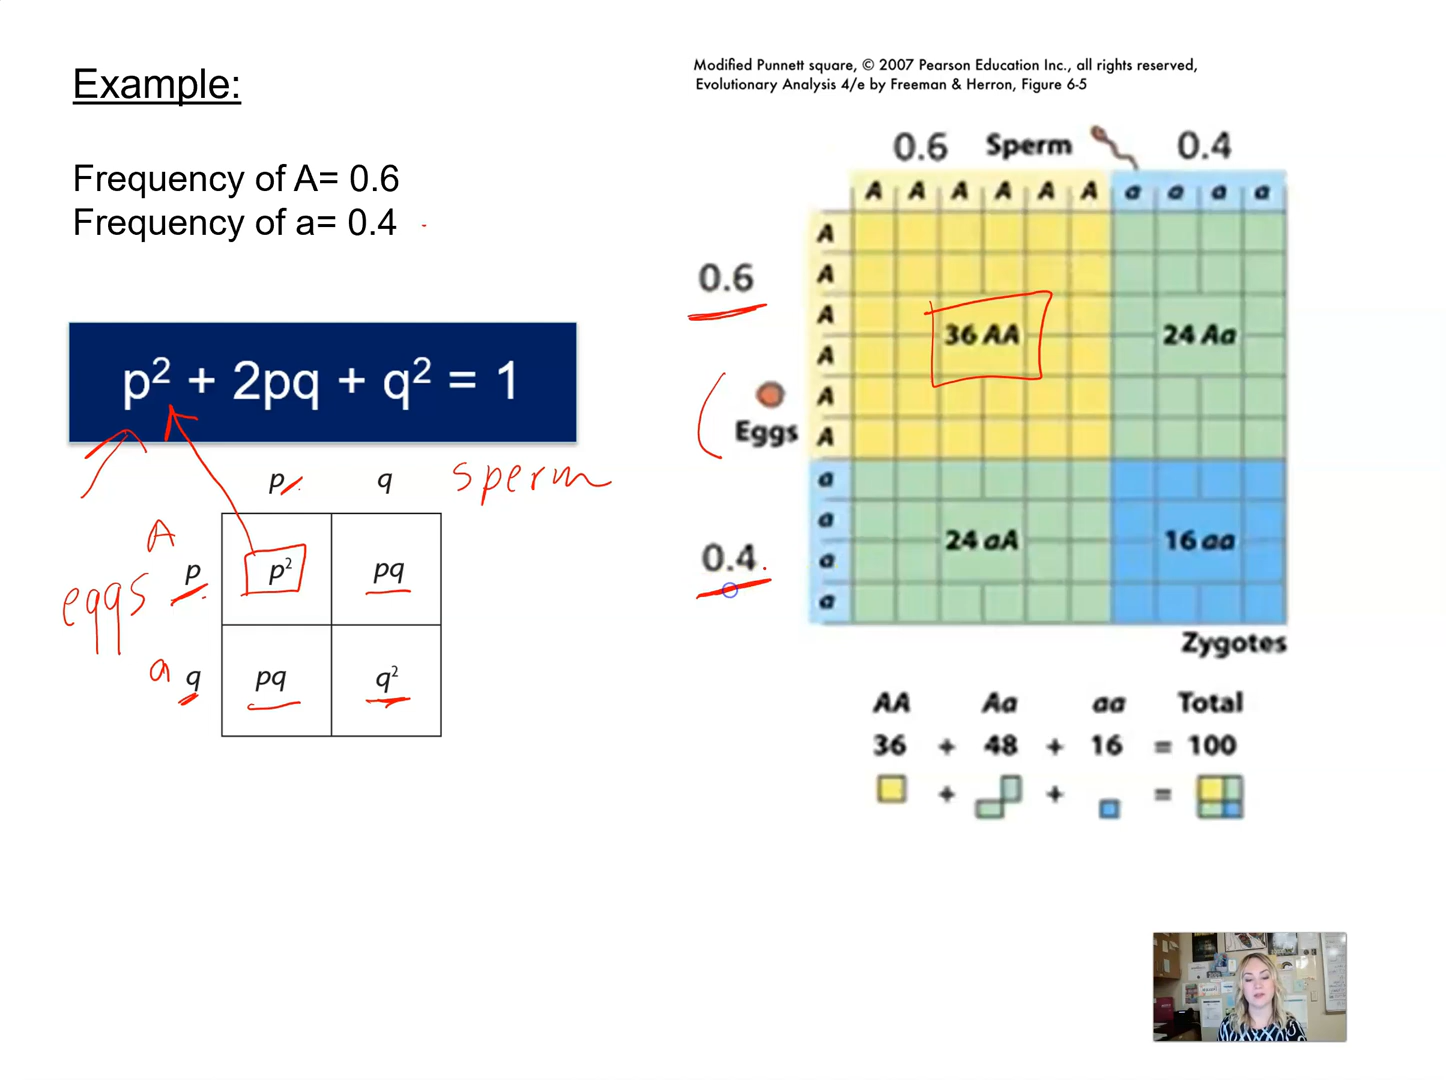 Example:
Frequency of A= 0.6
Frequency of a= 0.4
p² + 2pq + q² = 1
p q sperm
A
eggs p p² pq
a q pq q²
Modified Punnett square, © 2007 Pearson Education Inc., all rights reserved,
Evolutionary Analysis 4/e by Freeman & Herron, Figure 6-5
0.6 Sperm 0.4
A A A A A A a a a a
A
A
0.6
A
36 AA 24 Aa
A
A
Eggs
A
a
a
24 aA 16 aa
0.4
a
a
Zygotes
AA Aa aa Total
36 + 48 + 16 = 100
+ + =